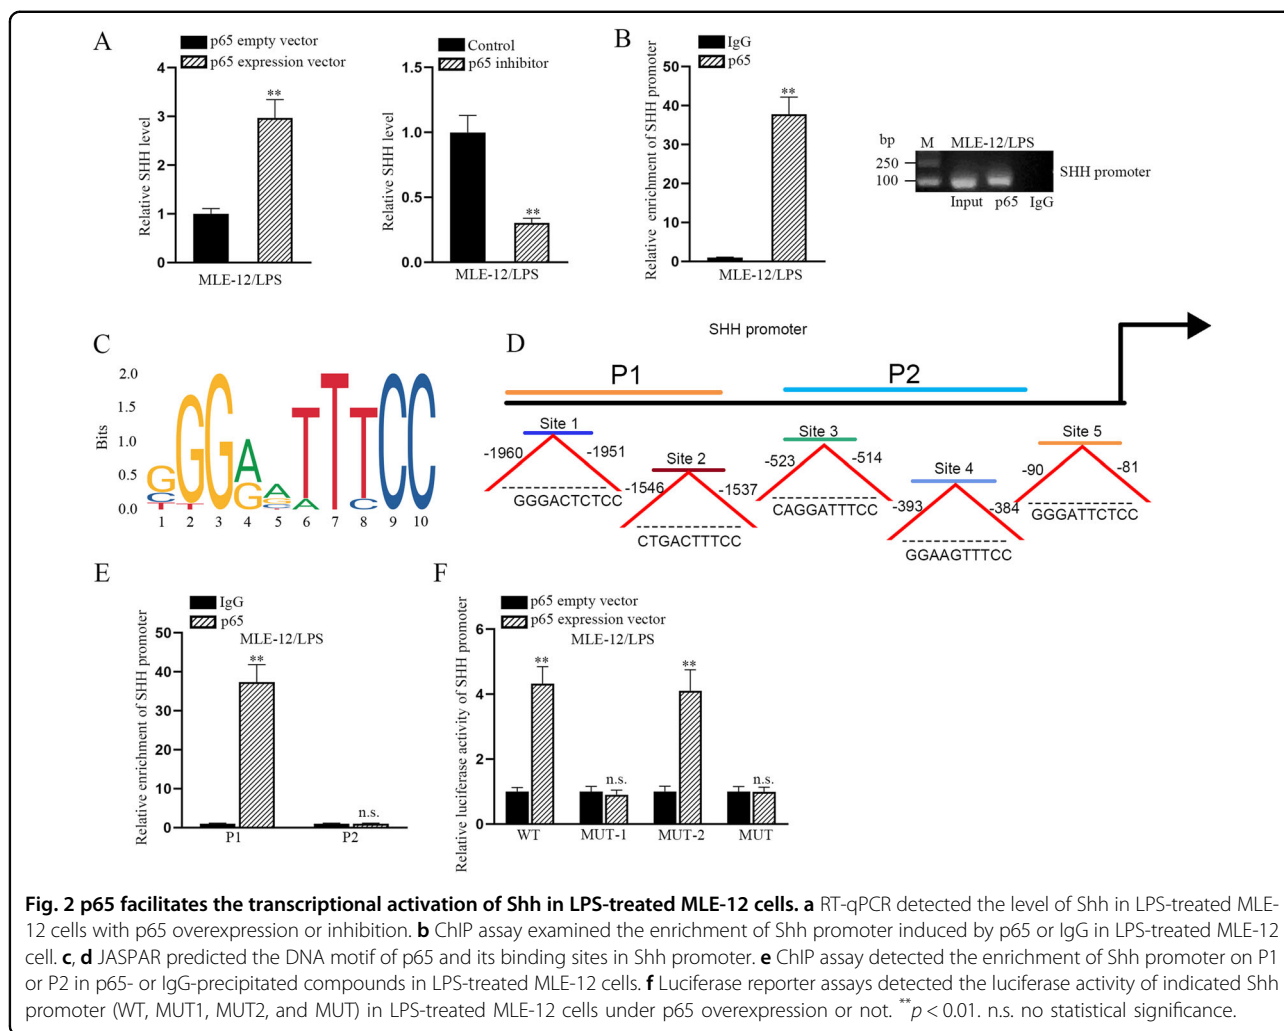 A
p65 empty vector
p65 expression vector
Relative SHH level
4
3
2
1
0
**
MLE-12/LPS
Control
p65 inhibitor
Relative SHH level
1.5
1.0
0.5
0.0
**
MLE-12/LPS
B
IgG
p65
Relative enrichment of SHH promoter
50
40
30
20
10
0
**
MLE-12/LPS
bp M MLE-12/LPS
250
100
SHH promoter
Input p65 IgG
C
Bits
2.0
1.5
1.0
0.5
0.0
1 2 3 4 5 6 7 8 9 10
D
SHH promoter
P1 P2
Site 1
-1960 -1951
GGGACTCTCC
Site 2
-1546 -1537
CTGACTTTCC
Site 3
-523 -514
CAGGATTTCC
Site 4
-393 -384
GGAAGTTTCC
Site 5
-90 -81
GGGATTCTCC
E
IgG
p65
MLE-12/LPS
Relative enrichment of SHH promoter
50
40
30
20
10
0
**
n.s.
P1 P2
F
p65 empty vector
p65 expression vector
MLE-12/LPS
Relative luciferase activity of SHH promoter
6
4
2
0
**
n.s.
**
n.s.
WT MUT-1 MUT-2 MUT
Fig. 2 p65 facilitates the transcriptional activation of Shh in LPS-treated MLE-12 cells. a RT-qPCR detected the level of Shh in LPS-treated MLE-
12 cells with p65 overexpression or inhibition. b ChIP assay examined the enrichment of Shh promoter induced by p65 or IgG in LPS-treated MLE-12
cell. c, d JASPAR predicted the DNA motif of p65 and its binding sites in Shh promoter. e ChIP assay detected the enrichment of Shh promoter on P1
or P2 in p65- or IgG-precipitated compounds in LPS-treated MLE-12 cells. f Luciferase reporter assays detected the luciferase activity of indicated Shh
promoter (WT, MUT1, MUT2, and MUT) in LPS-treated MLE-12 cells under p65 overexpression or not. **p < 0.01. n.s. no statistical significance.